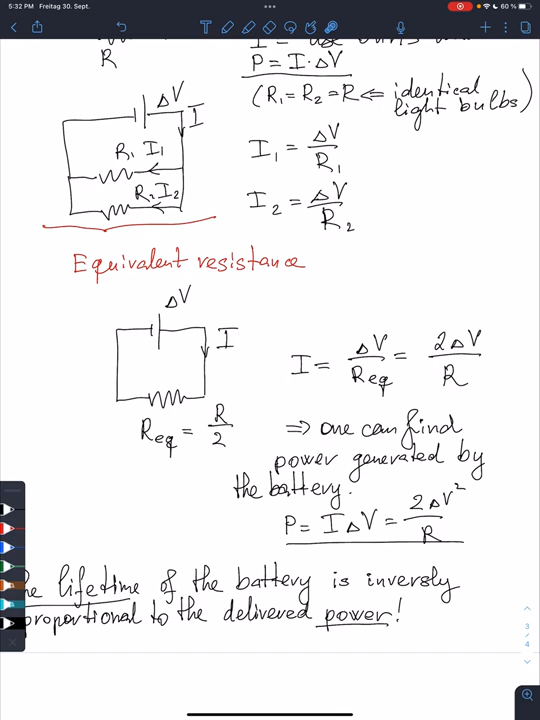 5:32 PM Freitag 30. Sept.
60 %
R
P = I · ΔV
(R₁ = R₂ = R ⇐ identical
light bulbs)
ΔV
I
R₁ I₁
R₂ I₂
I₁ = ΔV / R₁
I₂ = ΔV / R₂
Equivalent resistance
ΔV
I
Req = R / 2
I = ΔV / Req = 2ΔV / R
⇒ one can find
power generated by
the battery.
P = I ΔV = 2ΔV² / R
lifetime of the battery is inversly
proportional to the delivered power!
3
4